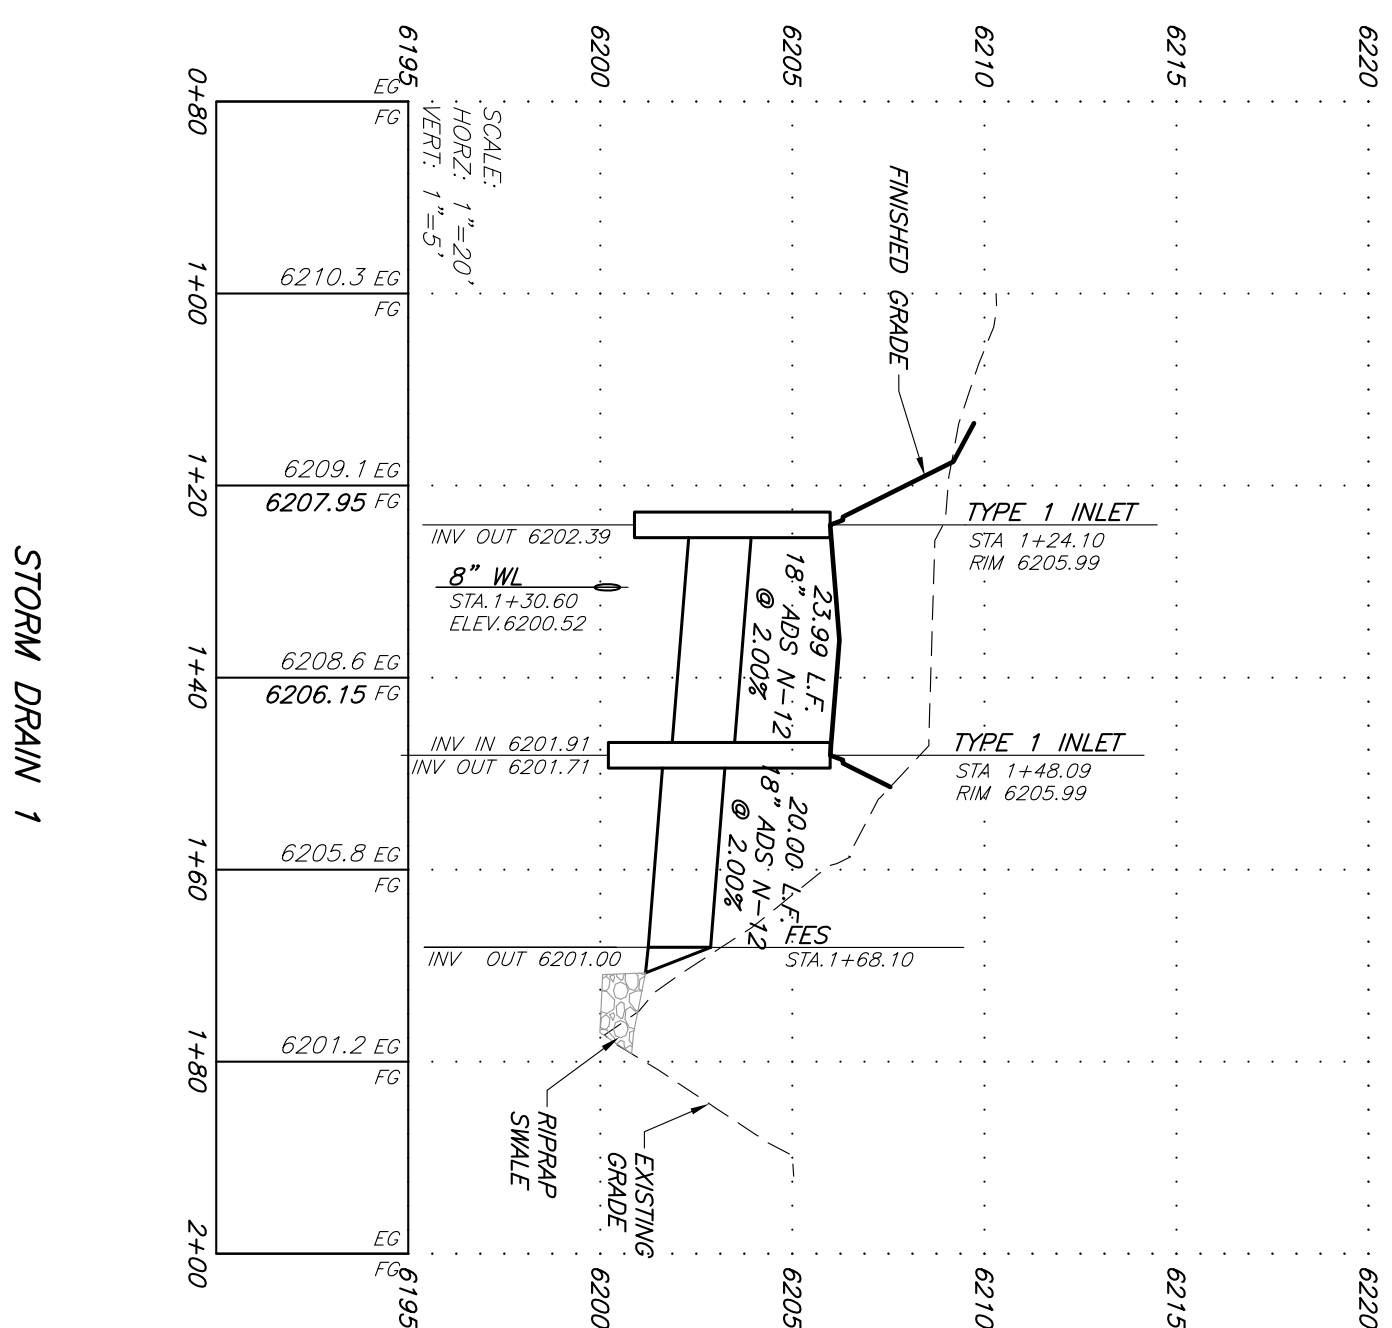 6220
6215
6210
6205
6200
6195
SCALE:
HORZ: 1"=20'
VERT: 1"=5'
FINISHED GRADE
TYPE 1 INLET
STA 1+24.10
RIM 6205.99
TYPE 1 INLET
STA 1+48.09
RIM 6205.99
23.99 L.F.
18" ADS N-12
@ 2.00%
20.00 L.F.
18" ADS N-12
@ 2.00%
FES
STA.1+68.10
INV OUT 6202.39
8" WL
STA.1+30.60
ELEV.6200.52
INV IN 6201.91
INV OUT 6201.71
INV OUT 6201.00
RIPRAP
SWALE
EXISTING
GRADE
6220
6215
6210
6205
6200
6195
EG
FG
6210.3 EG
FG
6209.1 EG
6207.95 FG
6208.6 EG
6206.15 FG
6205.8 EG
FG
6201.2 EG
FG
EG
FG
0+80
1+00
1+20
1+40
1+60
1+80
2+00
STORM DRAIN 1